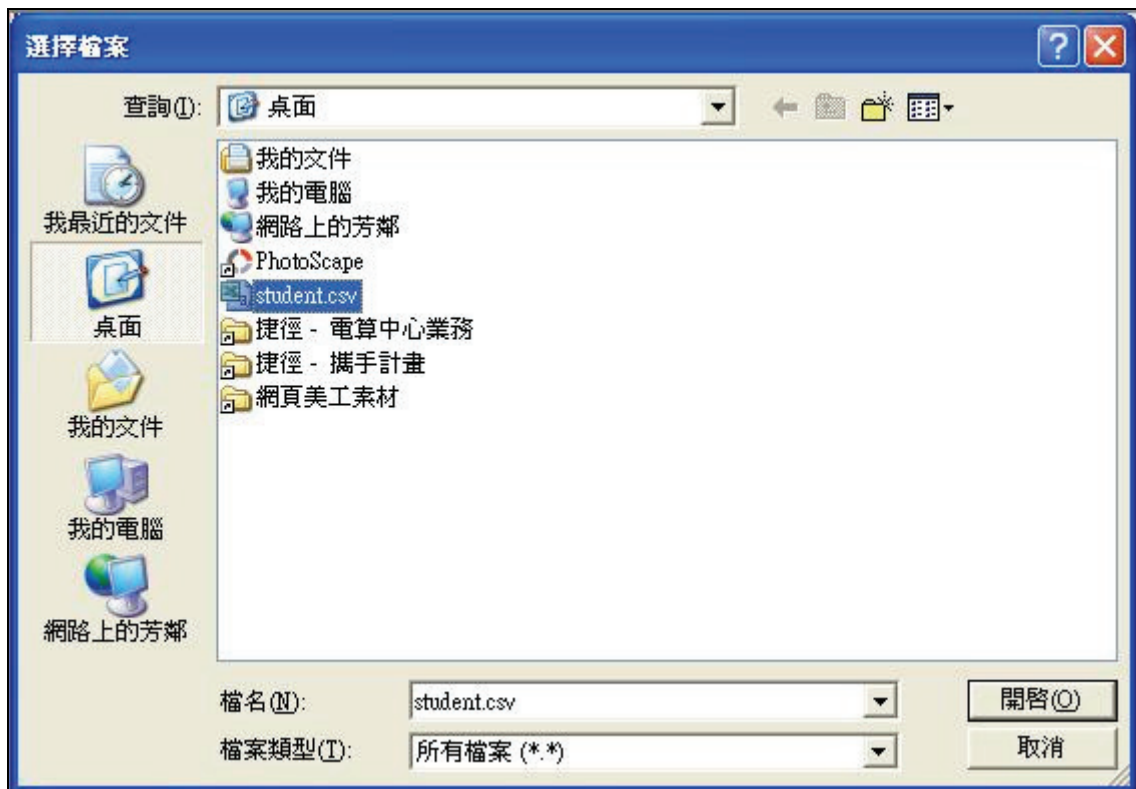 選擇檔案
查詢(I): 桌面
我最近的文件
桌面
我的文件
我的電腦
網路上的芳鄰
我的文件
我的電腦
網路上的芳鄰
PhotoScape
student.csv
捷徑 - 電算中心業務
捷徑 - 攜手計畫
網頁美工素材
檔名(N): student.csv 開啓(O)
檔案類型(T): 所有檔案 (*.*) 取消